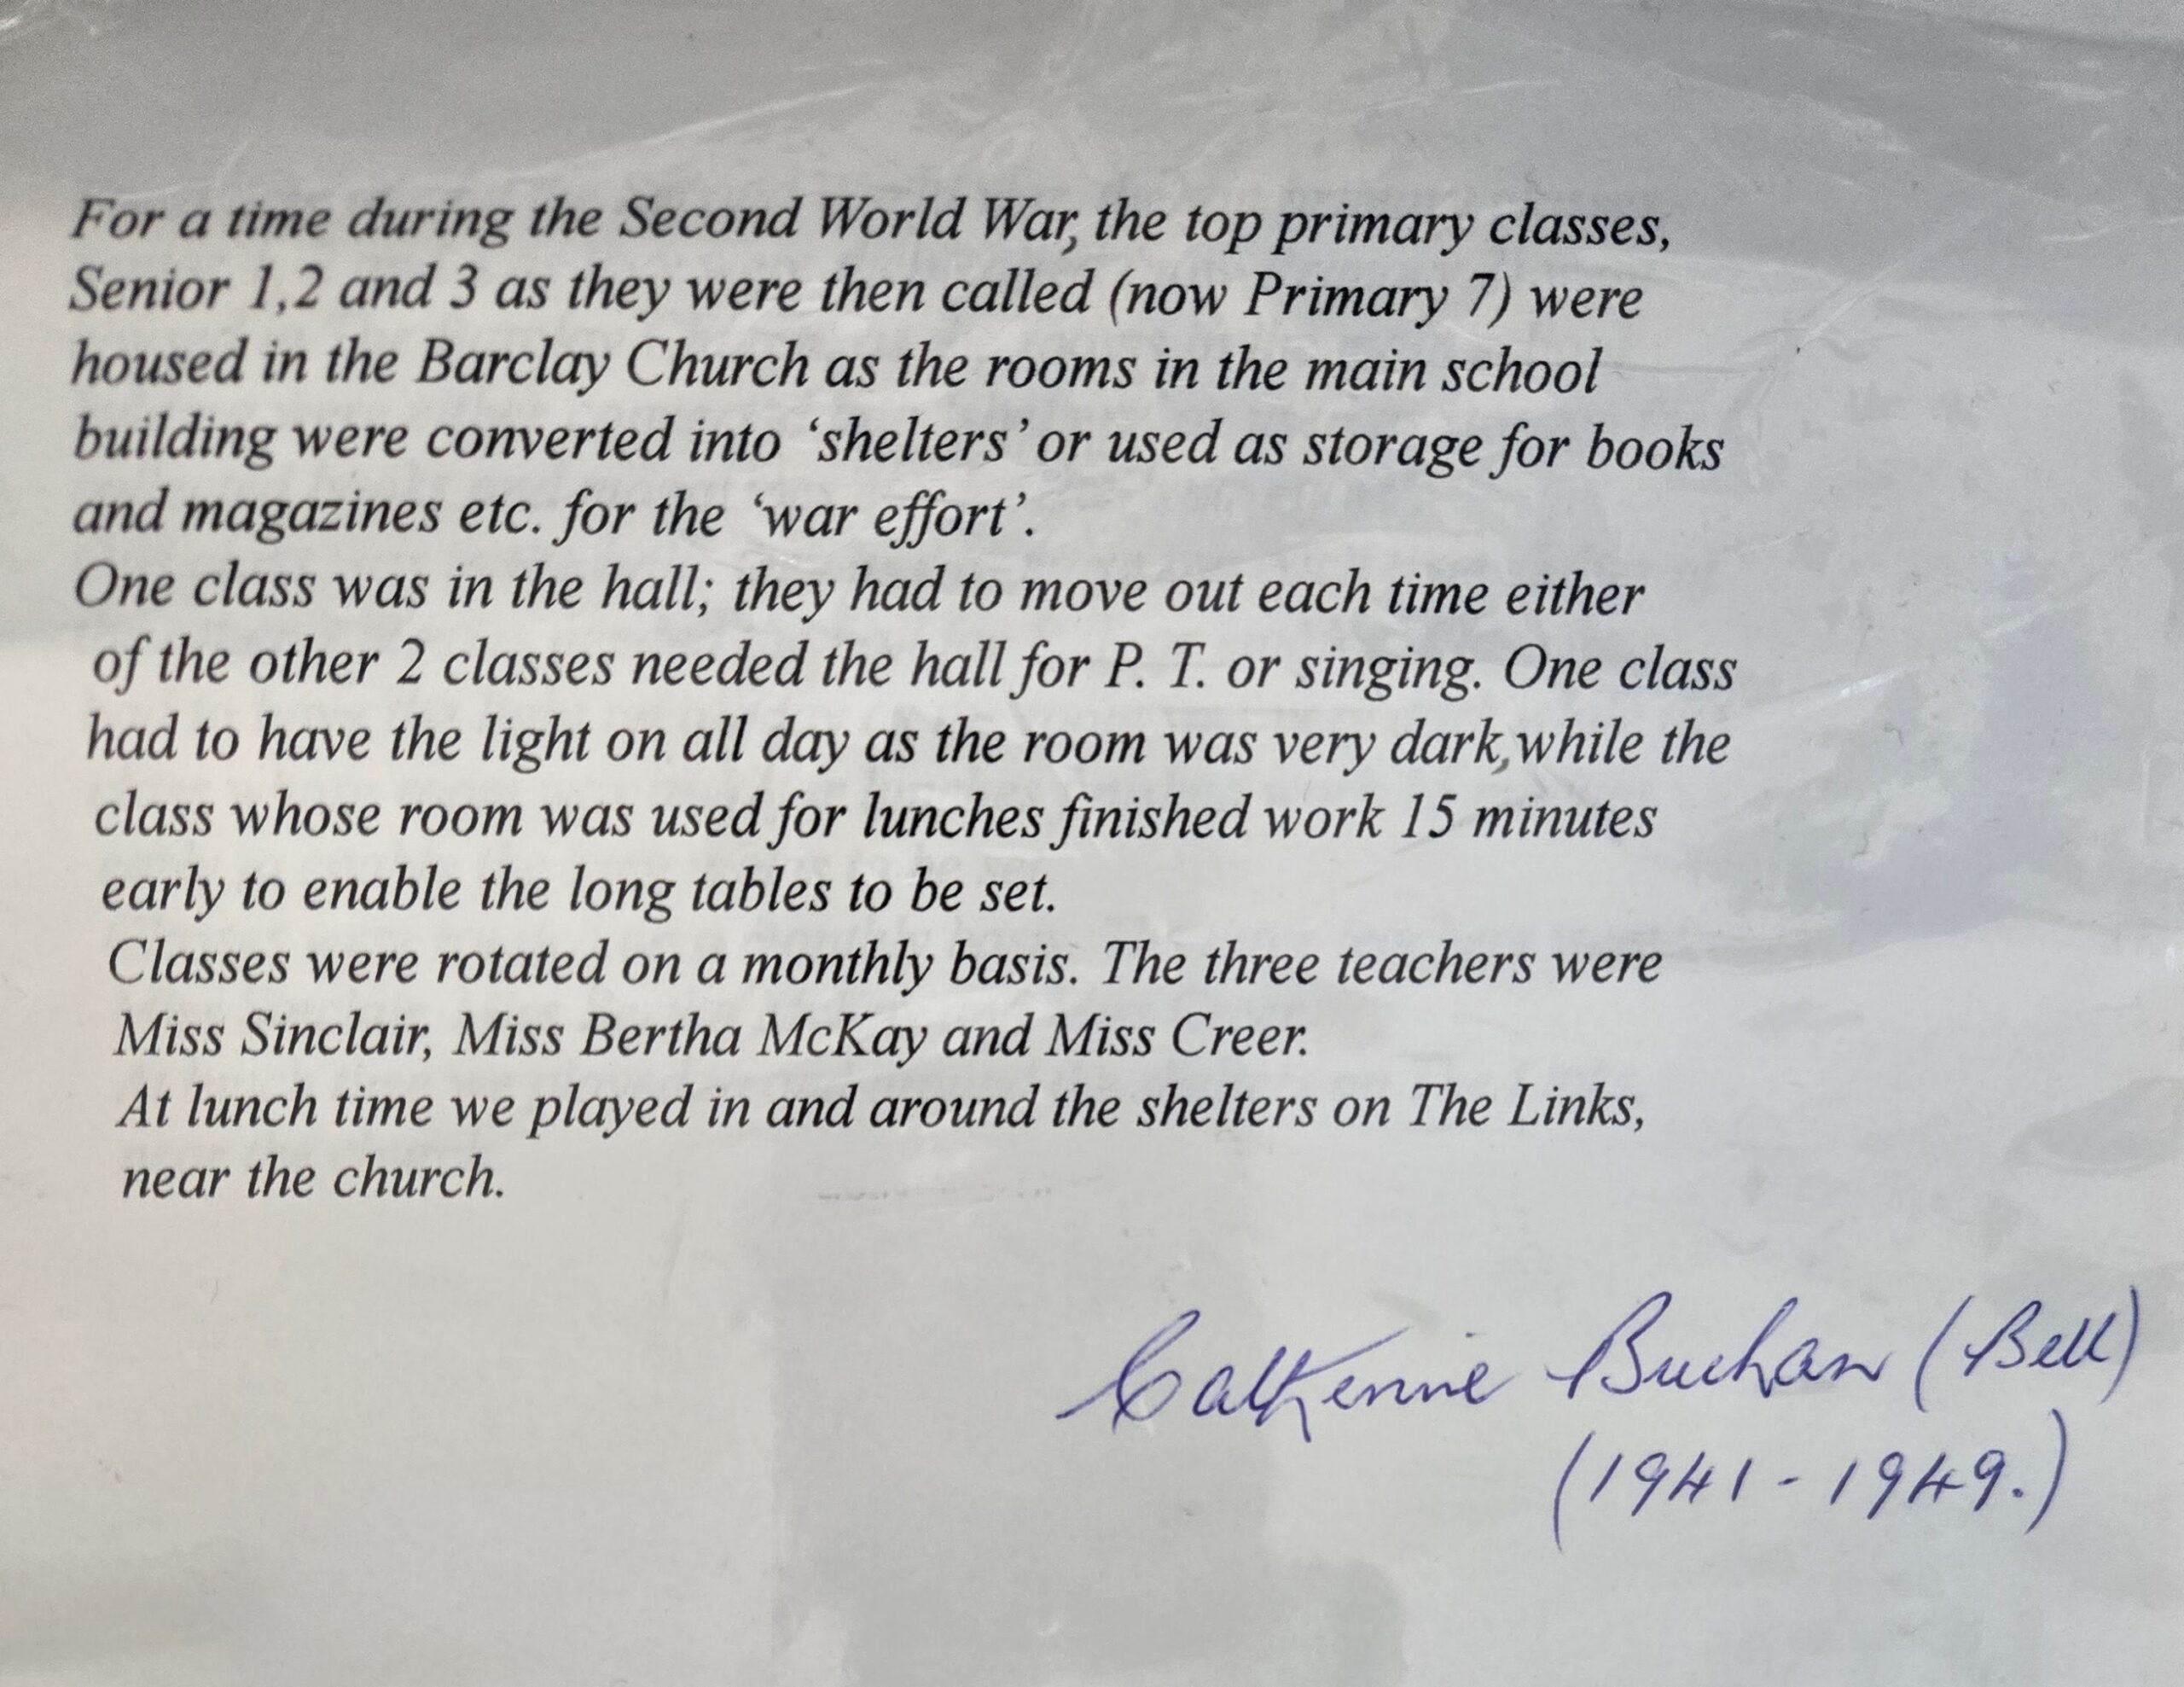 For a time during the Second World War, the top primary classes,
Senior 1,2 and 3 as they were then called (now Primary 7) were
housed in the Barclay Church as the rooms in the main school
building were converted into ‘shelters’ or used as storage for books
and magazines etc. for the ‘war effort’.
One class was in the hall; they had to move out each time either
of the other 2 classes needed the hall for P. T. or singing. One class
had to have the light on all day as the room was very dark,while the
class whose room was used for lunches finished work 15 minutes
early to enable the long tables to be set.
Classes were rotated on a monthly basis. The three teachers were
Miss Sinclair, Miss Bertha McKay and Miss Creer.
At lunch time we played in and around the shelters on The Links,
near the church.
Catherine Buchan (Bell)
(1941-1949.)